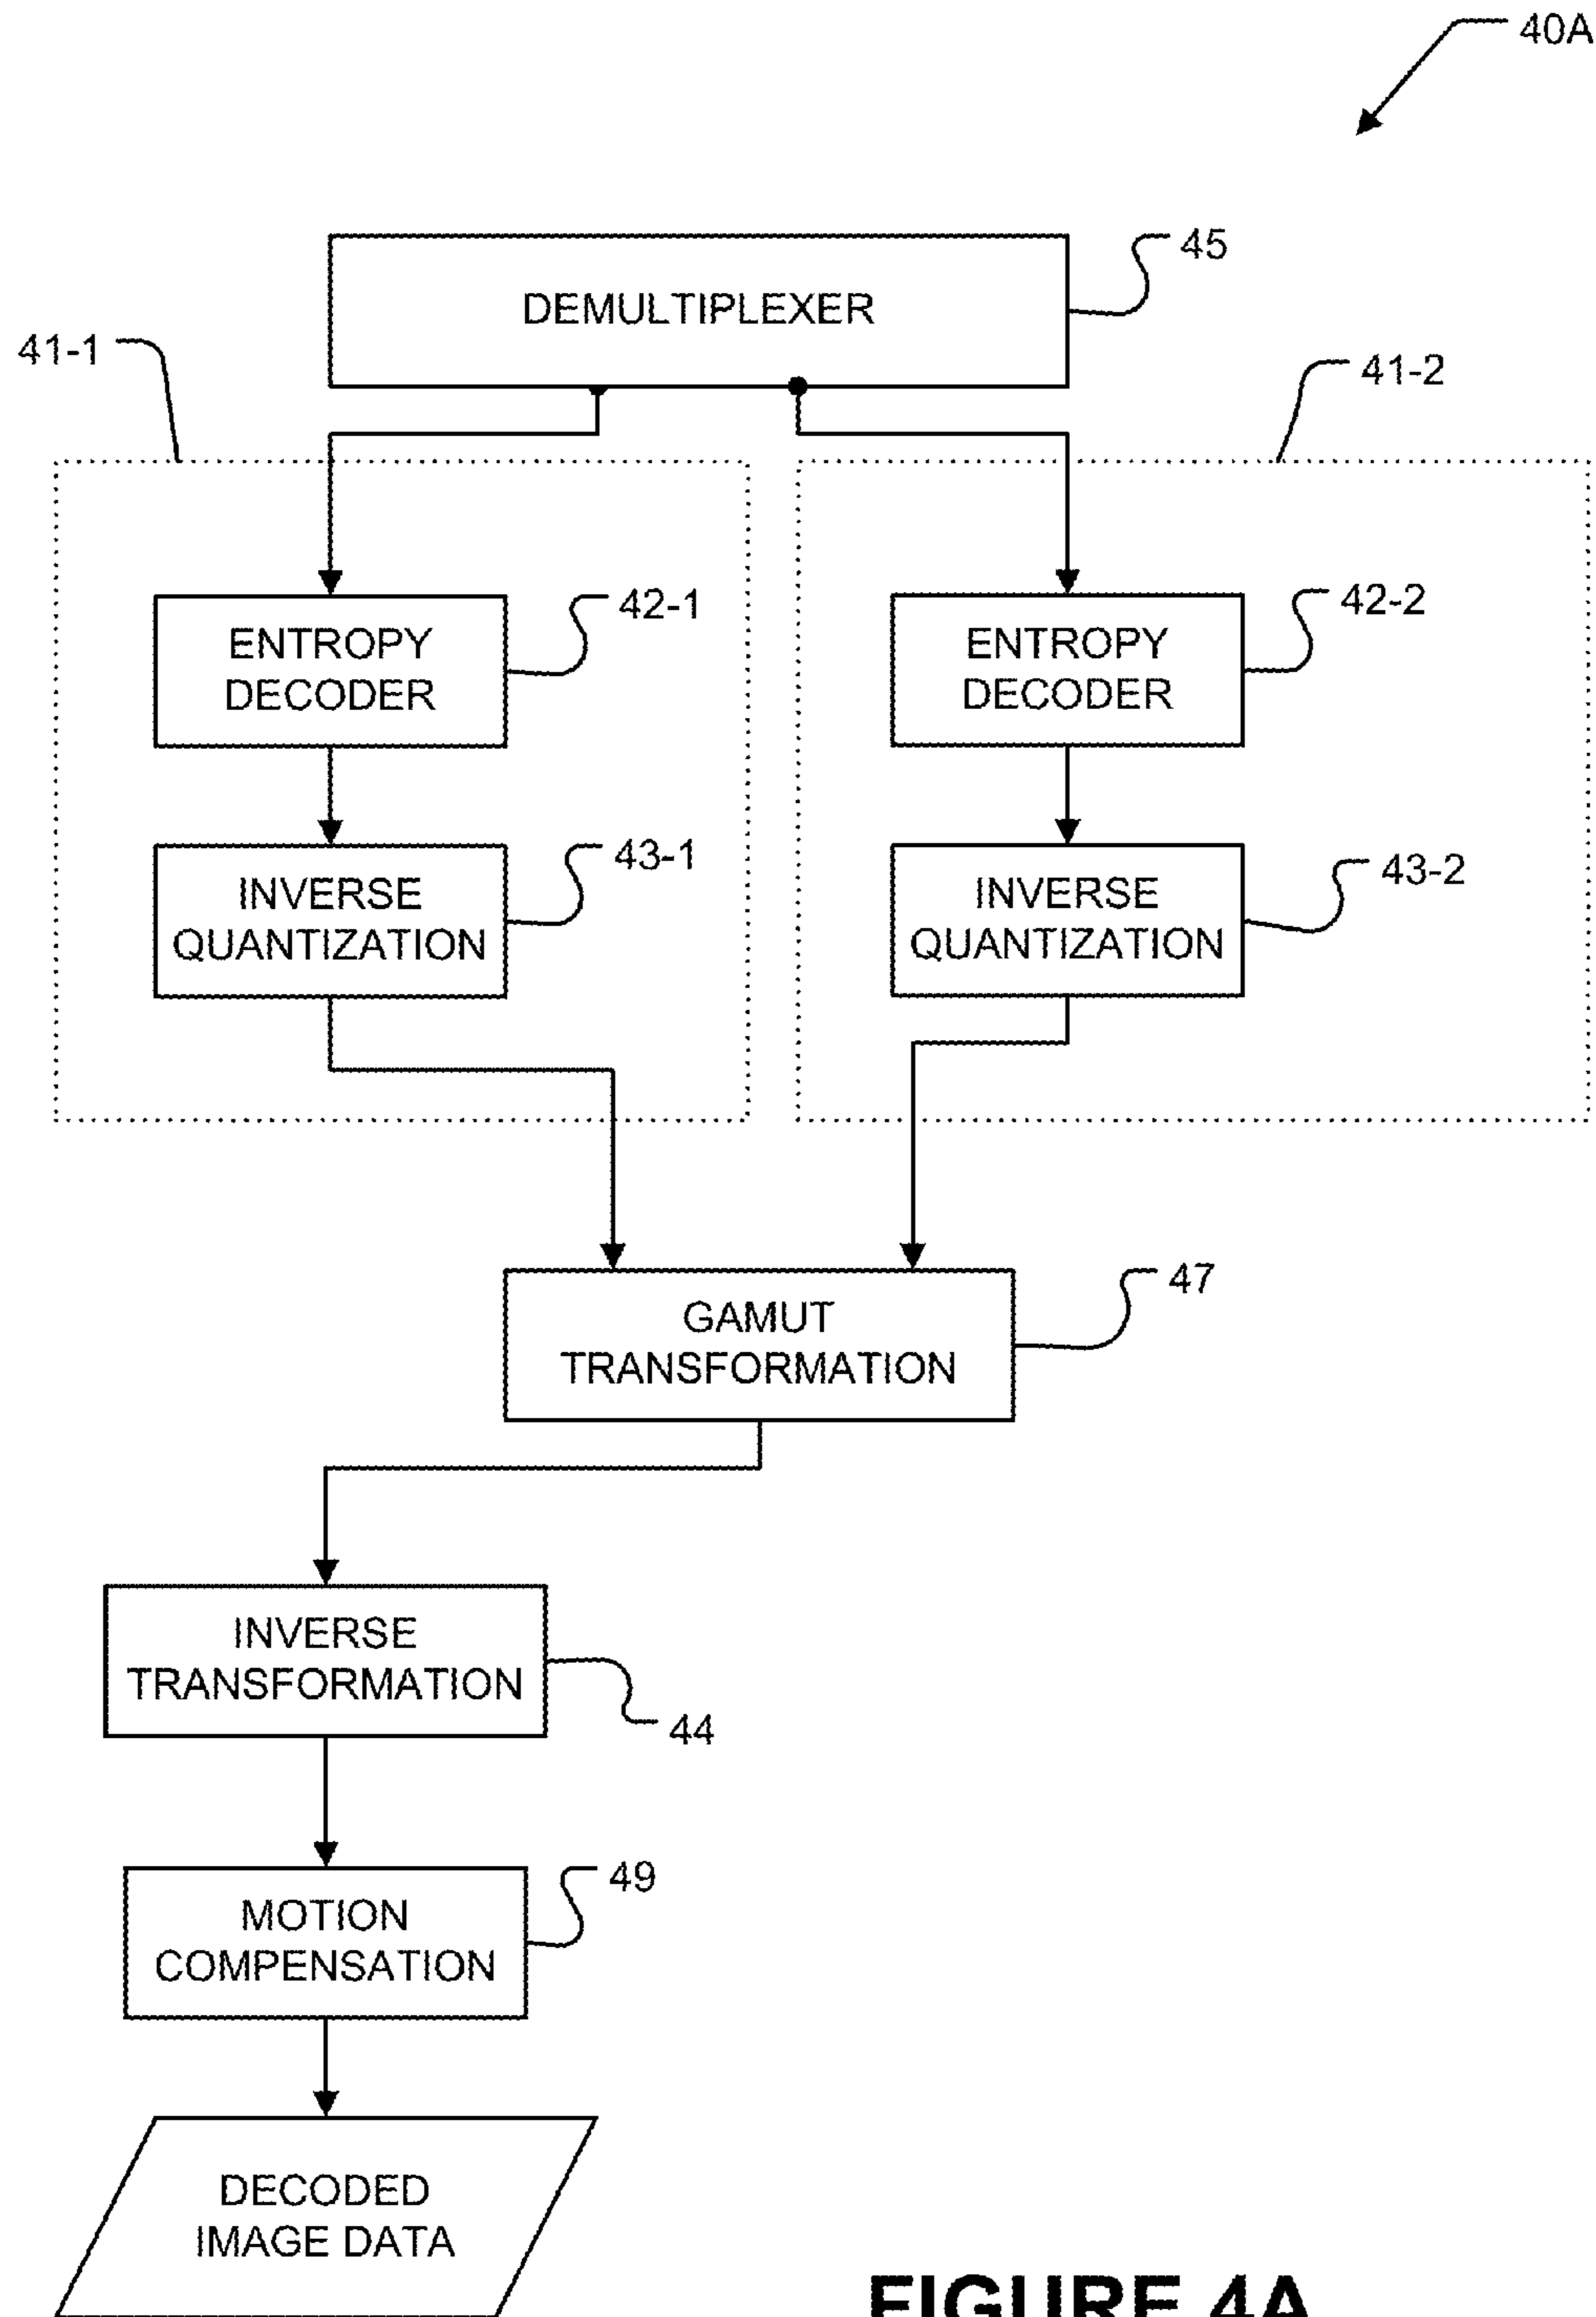 40A
DEMULTIPLEXER
45
41-1
41-2
ENTROPY
DECODER
42-1
ENTROPY
DECODER
42-2
INVERSE
QUANTIZATION
43-1
INVERSE
QUANTIZATION
43-2
GAMUT
TRANSFORMATION
47
INVERSE
TRANSFORMATION
44
MOTION
COMPENSATION
49
DECODED
IMAGE DATA
FIGURE 4A